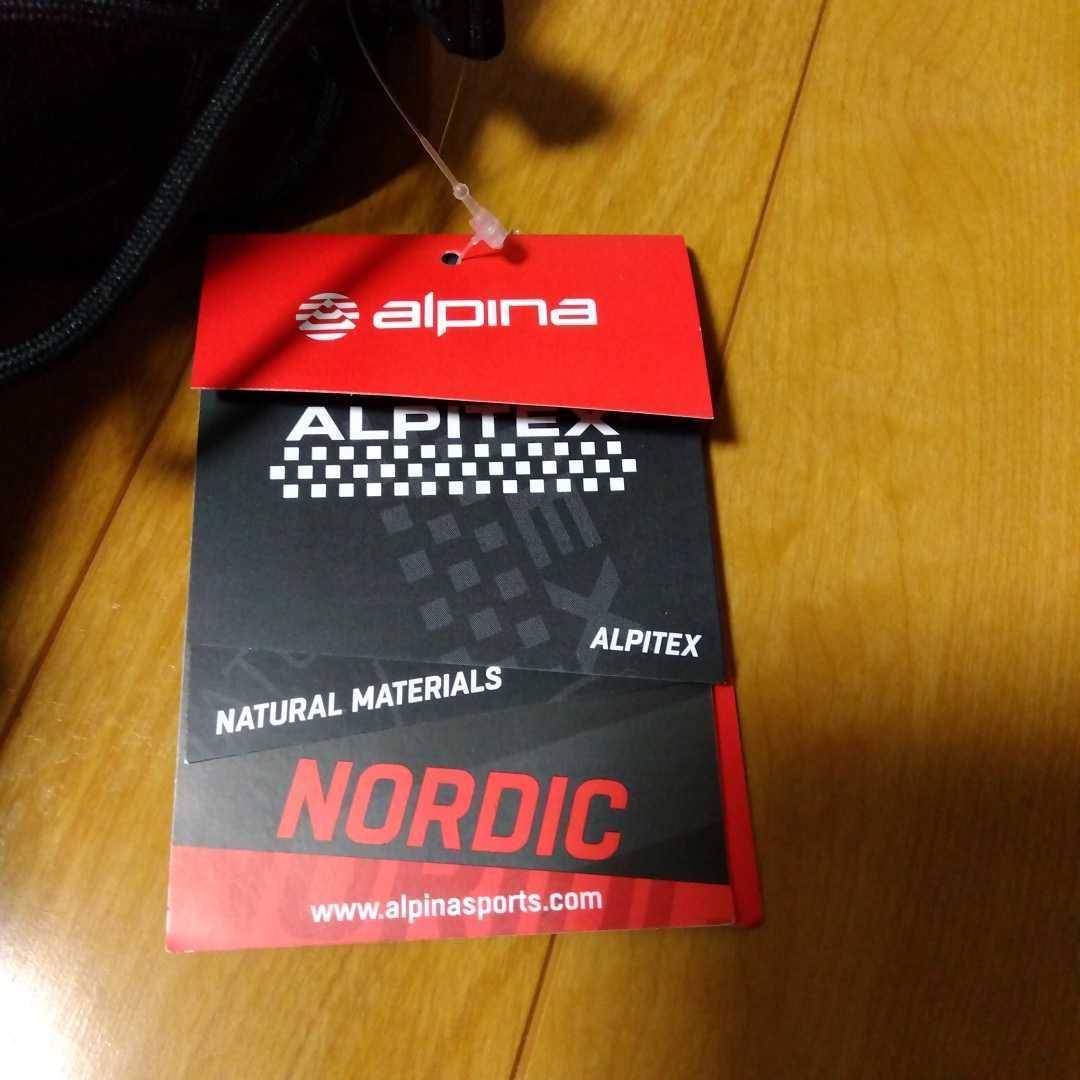 alpina
ALPITEX
ALPITEX
NATURAL MATERIALS
NORDIC
www.alpinasports.com